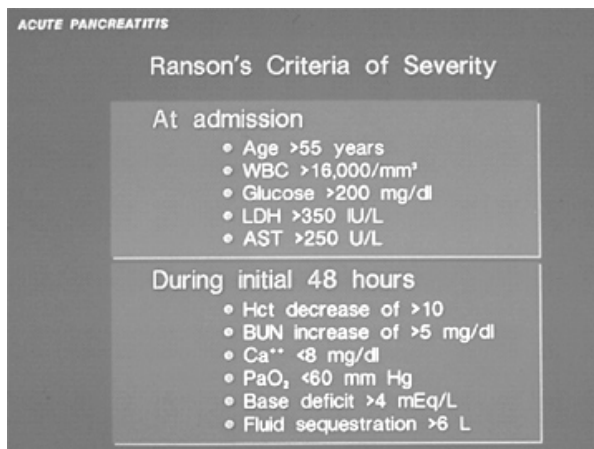 ACUTE PANCREATITIS
Ranson's Criteria of Severity
At admission
• Age >55 years
• WBC >16,000/mm³
• Glucose >200 mg/dl
• LDH >350 IU/L
• AST >250 U/L
During initial 48 hours
• Hct decrease of >10
• BUN increase of >5 mg/dl
• Ca⁺⁺ <8 mg/dl
• PaO₂ <60 mm Hg
• Base deficit >4 mEq/L
• Fluid sequestration >6 L